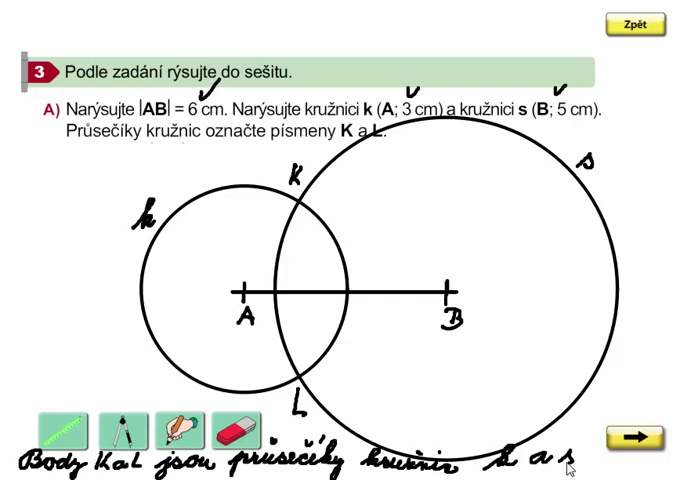 Zpět
3 Podle zadání rýsujte do sešitu.
A) Narýsujte |AB| = 6 cm. Narýsujte kružnici k (A; 3 cm) a kružnici s (B; 5 cm).
Průsečíky kružnic označte písmeny K a L.
K
s
k
A
B
L
Body K a L jsou průsečíky kružnic k a s